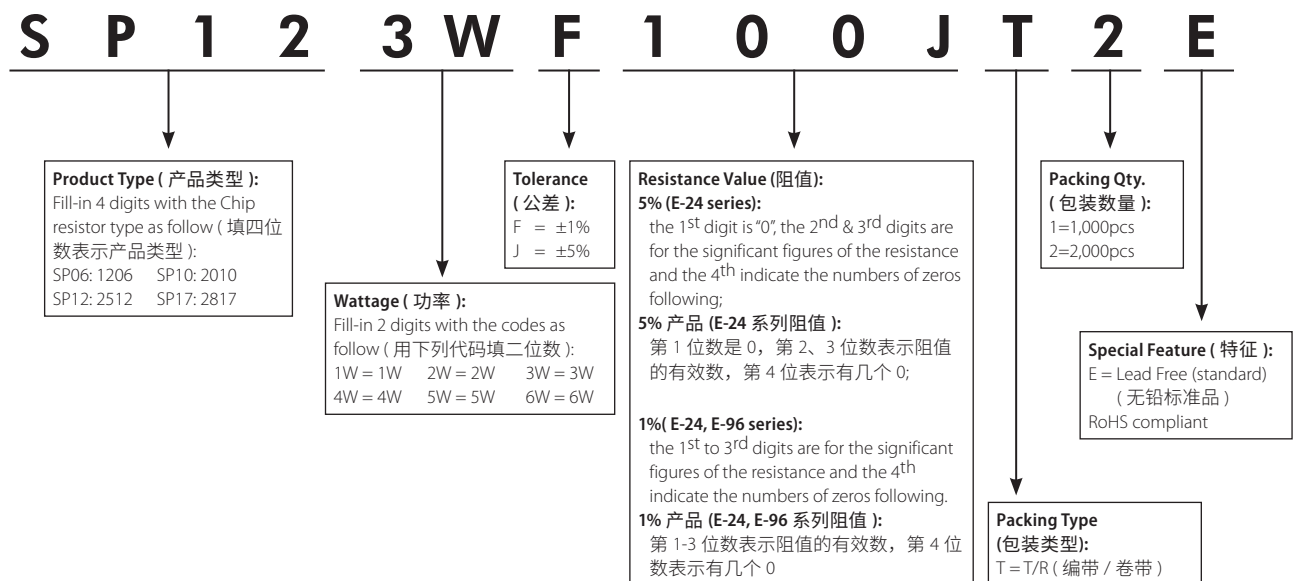 S P 1 2 3 W F 1 0 0 J T 2 E
Product Type ( 产品类型 ):
Fill-in 4 digits with the Chip
resistor type as follow ( 填四位
数表示产品类型 ):
SP06: 1206 SP10: 2010
SP12: 2512 SP17: 2817
Wattage ( 功率 ):
Fill-in 2 digits with the codes as
follow ( 用下列代码填二位数 ):
1W = 1W 2W = 2W 3W = 3W
4W = 4W 5W = 5W 6W = 6W
Tolerance
( 公差 ):
F = ±1%
J = ±5%
Resistance Value (阻值):
5% (E-24 series):
the 1st digit is “0”, the 2nd & 3rd digits are
for the significant figures of the resistance
and the 4th indicate the numbers of zeros
following;
5% 产品 (E-24 系列阻值 ):
第 1 位数是 0，第 2、3 位数表示阻值
的有效数，第 4 位表示有几个 0;
1%( E-24, E-96 series):
the 1st to 3rd digits are for the significant
figures of the resistance and the 4th
indicate the numbers of zeros following.
1% 产品 (E-24, E-96 系列阻值 ):
第 1-3 位数表示阻值的有效数，第 4 位
数表示有几个 0
Packing Type
(包装类型):
T = T/R ( 编带 / 卷带 )
Packing Qty.
( 包装数量 ):
1=1,000pcs
2=2,000pcs
Special Feature ( 特征 ):
E = Lead Free (standard)
( 无铅标准品 )
RoHS compliant